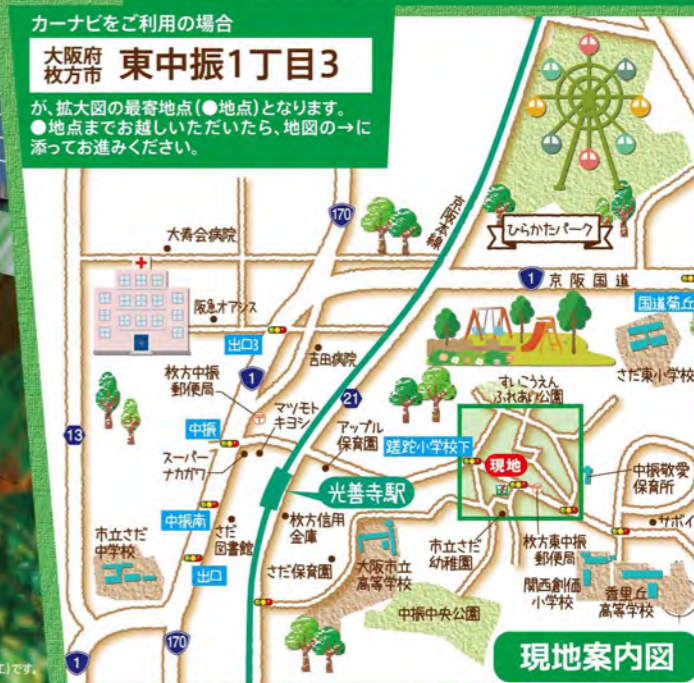 カーナビをご利用の場合
大阪府
枚方市 東中振1丁目3
が、拡大図の最寄地点(●地点)となります。
●地点までお越しいただいたら、地図の→に
添ってお進みください。
170
京阪本線
ひらかたパーク
大寿会病院
1 京阪国道
国道菊丘
阪急オアシス
出口3
吉田病院
さだ東小学校
すいこうえん
ふれあい公園
枚方中振
郵便局
1
21
マツモト
キヨシ
アップル
保育園
13
中振
蹉跎小学校下
現地
スーパー
ナカガワ
光善寺駅
中振敬愛
保育所
中振南
さだ
図書館
枚方信用
金庫
サボイ
市立さだ
中学校
出口
さだ保育園
大阪市立
高等学校
市立さだ
幼稚園
枚方東中振
郵便局
関西創価
小学校
香里丘
高等学校
中振中央公園
170
1
現地案内図
です。